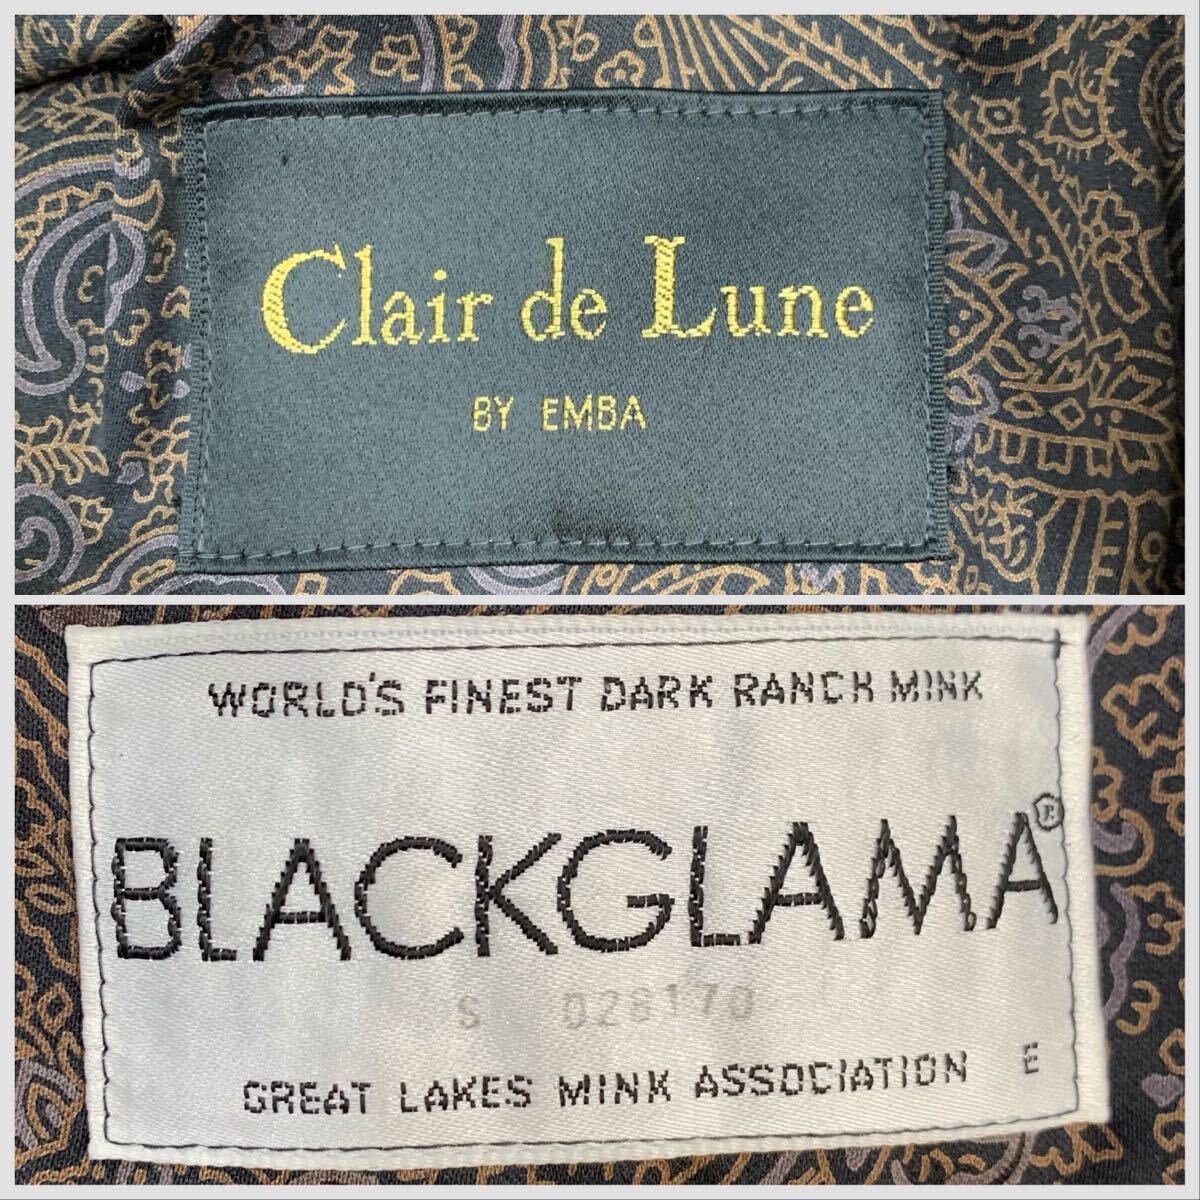 Clair de Lune
BY EMBA
WORLD'S FINEST DARK RANCH MINK
BLACKGLAMA®
S 028170
GREAT LAKES MINK ASSOCIATION E